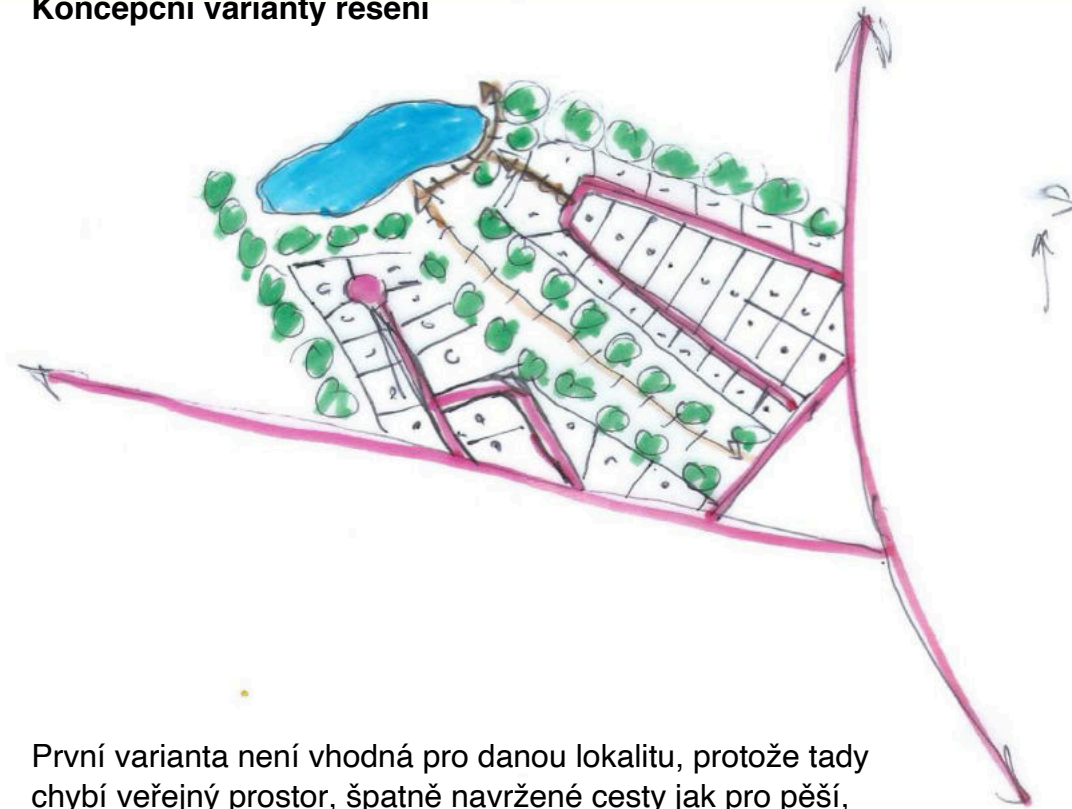 Koncepční varianty řešení
První varianta není vhodná pro danou lokalitu, protože tady
chybí veřejný prostor, špatně navržené cesty jak pro pěší,